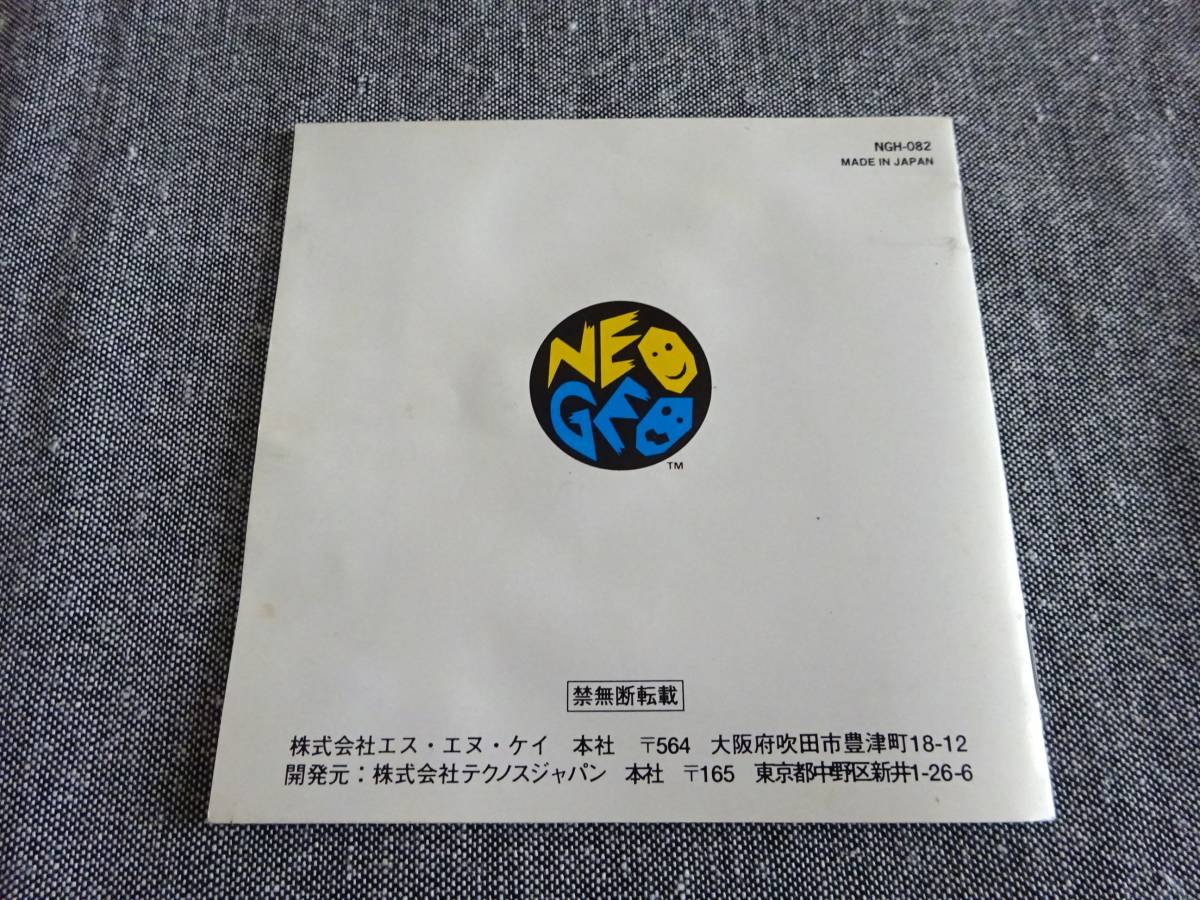 NGH-082
MADE IN JAPAN
NEO
GEO
TM
禁無断転載
株式会社エス・エヌ・ケイ 本社 〒564 大阪府吹田市豊津町18-12
開発元：株式会社テクノスジャパン 本社 〒165 東京都中野区新井1-26-6